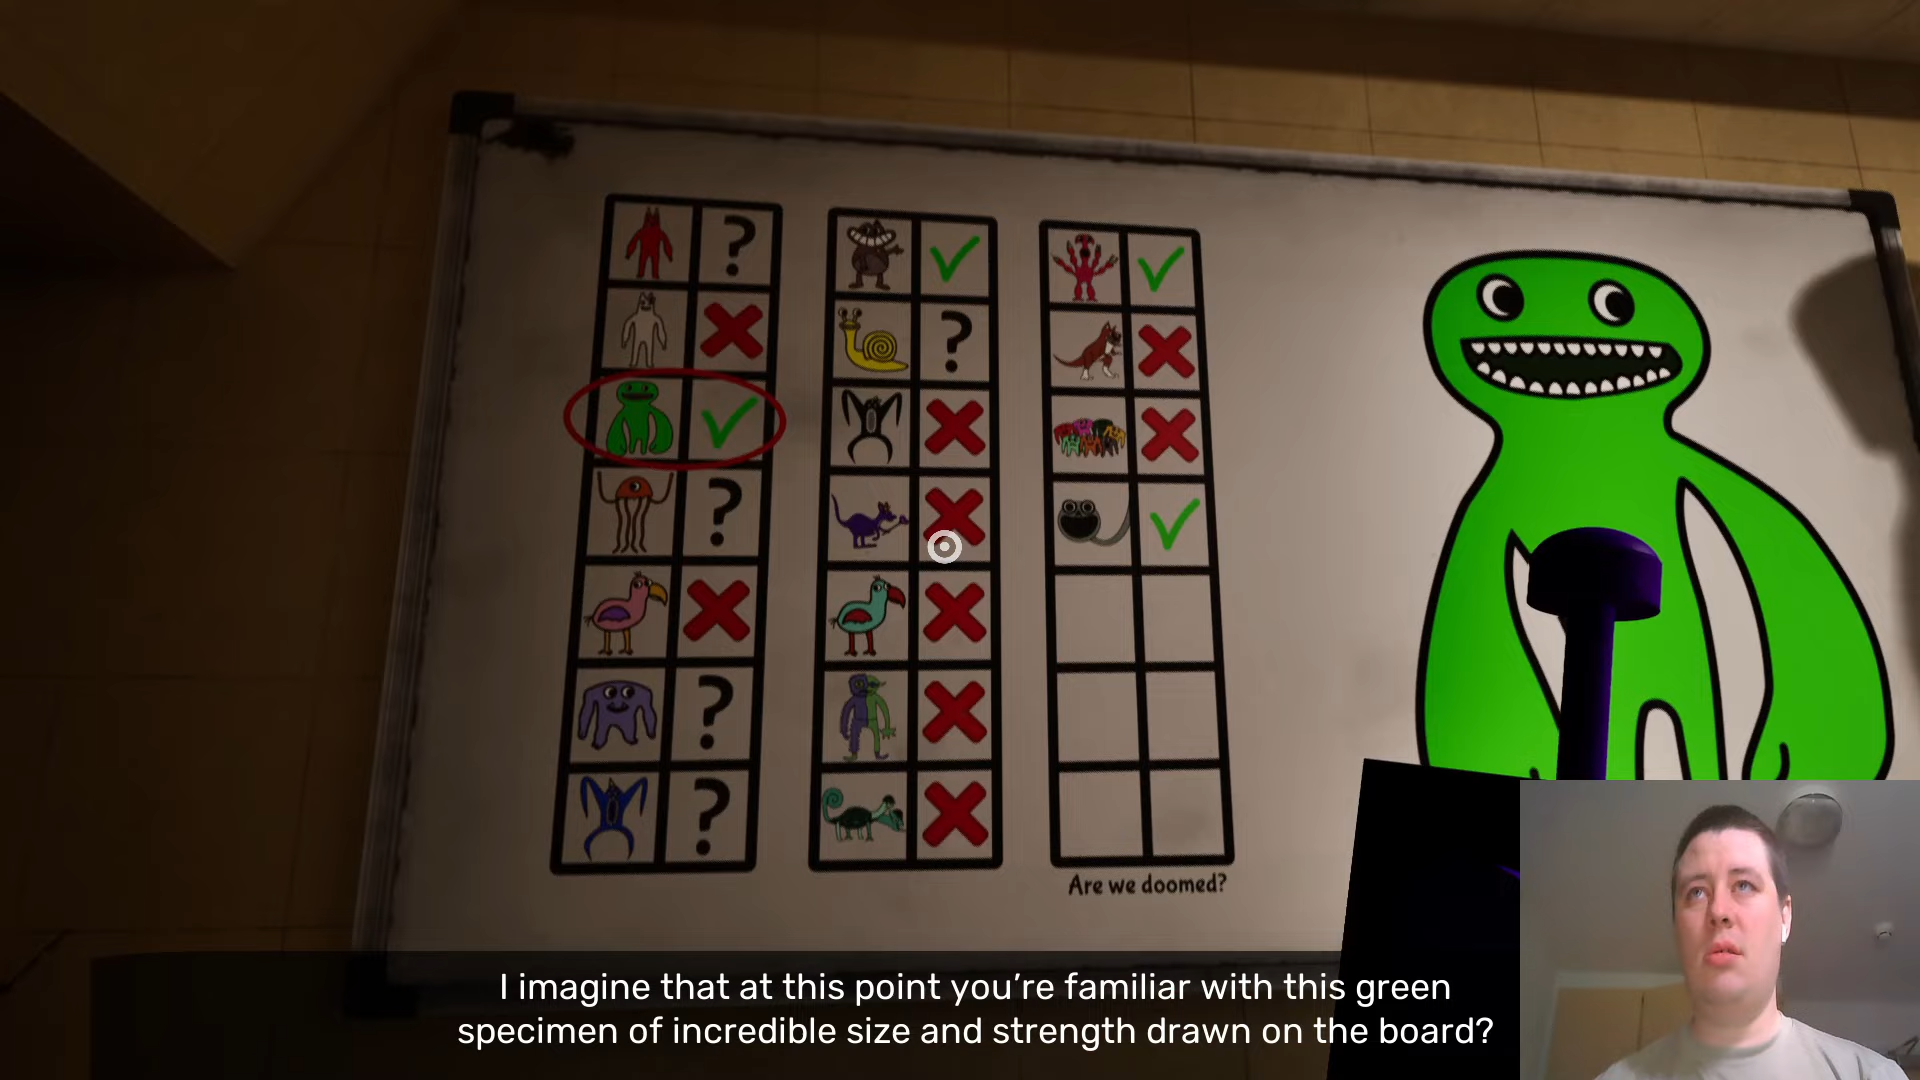 ?
?
?
?
?
Are we doomed?
I imagine that at this point you’re familiar with this green
specimen of incredible size and strength drawn on the board?